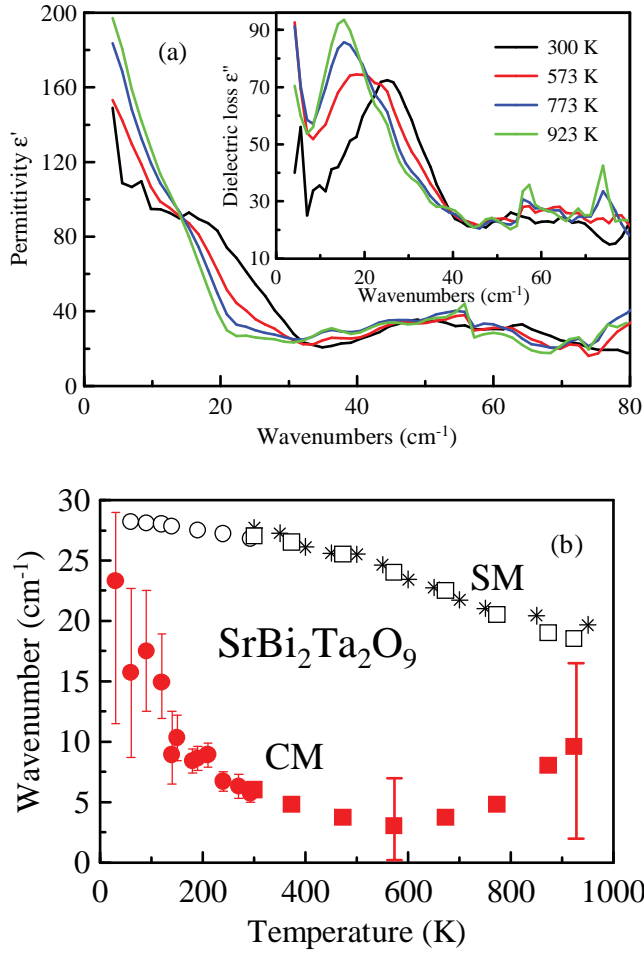 (a)
300 K
573 K
773 K
923 K
90
70
50
30
10
Dielectric loss ε"
0
20
40
60
Wavenumbers (cm-1)
200
160
120
80
40
0
Permittivity ε'
0
20
40
60
80
Wavenumbers (cm-1)
(b)
SM
SrBi2Ta2O9
CM
30
25
20
15
10
5
0
Wavenumber (cm-1)
0
200
400
600
800
1000
Temperature (K)